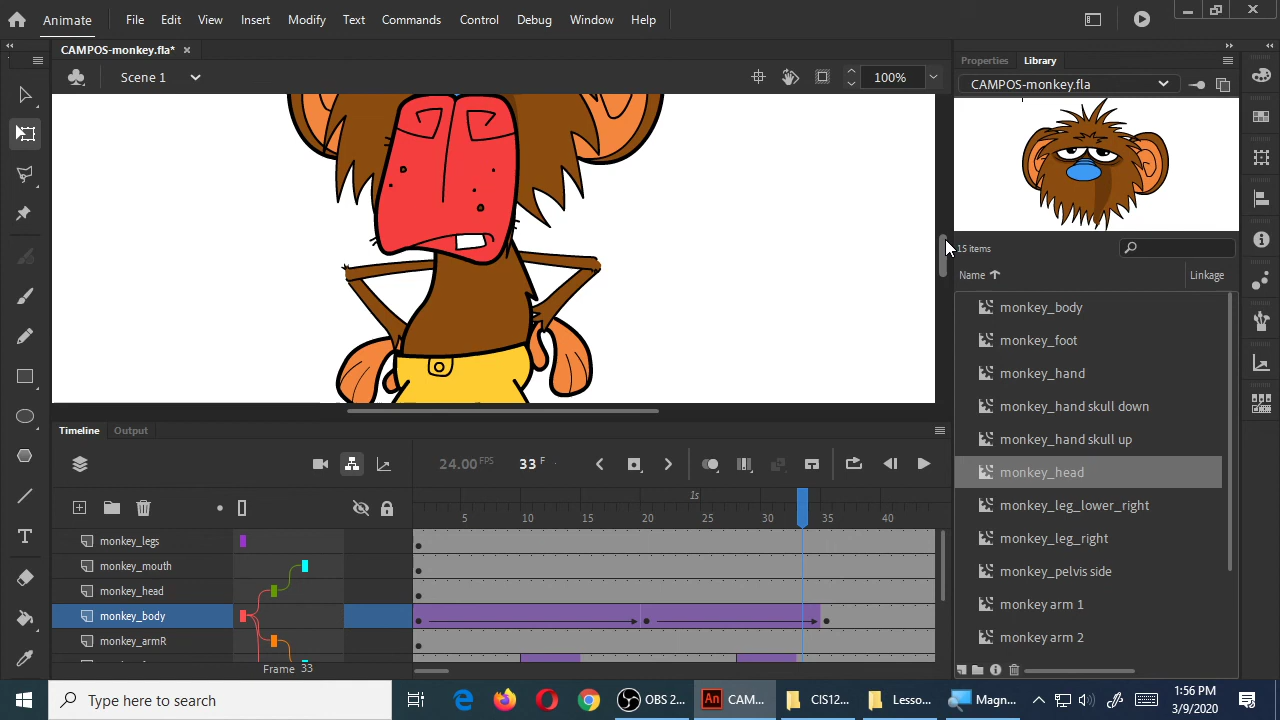 Animate
File
Edit
View
Insert
Modify
Text
Commands
Control
Debug
Window
Help
CAMPOS-monkey.fla*
Scene 1
100%
Properties
Library
CAMPOS-monkey.fla
15 items
Name
Linkage
monkey_body
monkey_foot
monkey_hand
monkey_hand skull down
monkey_hand skull up
monkey_head
monkey_leg_lower_right
monkey_leg_right
monkey_pelvis side
monkey arm 1
monkey arm 2
Timeline
Output
24.00 FPS
33 F
1s
5 10 15 20 25 30 35 40
monkey_legs
monkey_mouth
monkey_head
monkey_body
monkey_armR
Frame 33
Type here to search
OBS 2...
An CAM...
CIS12...
Lesso...
Magn...
1:56 PM
3/9/2020